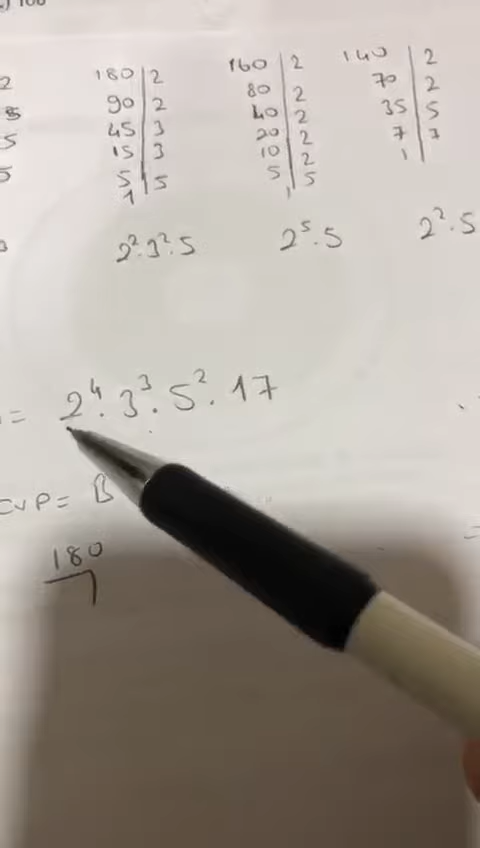 180 | 2 160 | 2 140 | 2
90 | 2 80 | 2 70 | 2
45 | 3 40 | 2 35 | 5
15 | 3 20 | 2 7 | 7
5 | 5 10 | 2 1
1 5 | 5
2².3².5 2⁵.5 2².5
= 2⁴.3³.5².17
CVP = B
180